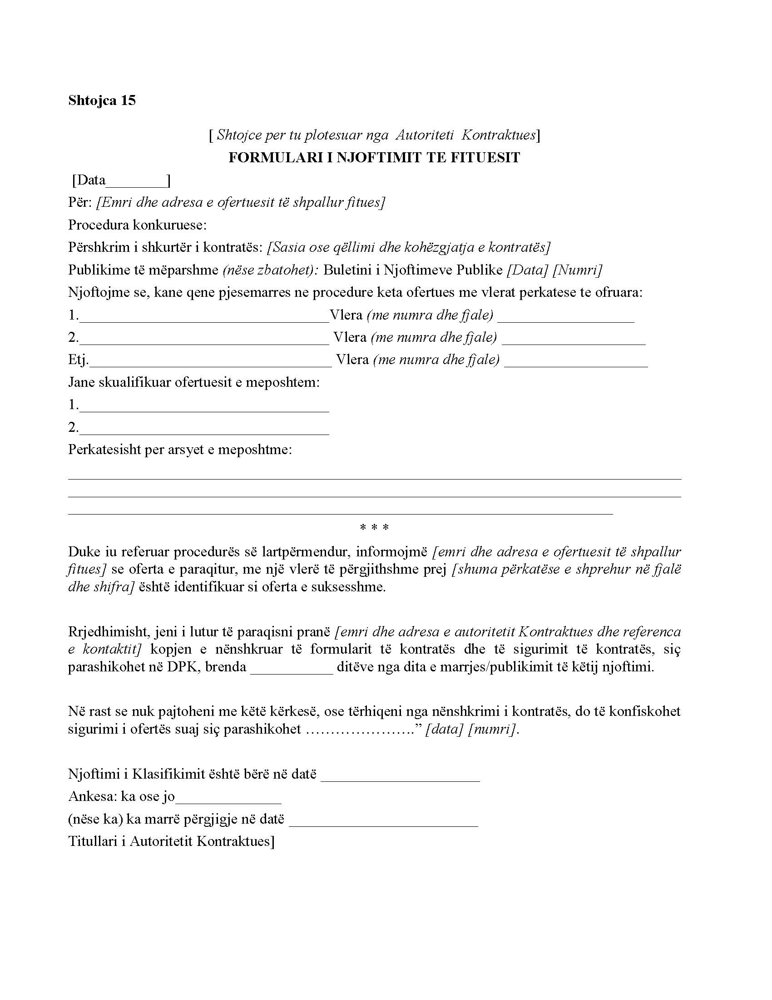 Shtojca 15
[ Shtojce per tu plotesuar nga  Autoriteti  Kontraktues]
FORMULARI I NJOFTIMIT TE FITUESIT
[Data________]
Për: [Emri dhe adresa e ofertuesit të shpallur fitues]
Procedura konkuruese:
Përshkrim i shkurtër i kontratës: [Sasia ose qëllimi dhe kohëzgjatja e kontratës]
Publikime të mëparshme (nëse zbatohet): Buletini i Njoftimeve Publike [Data] [Numri]
Njoftojme se, kane qene pjesemarres ne procedure keta ofertues me vlerat perkatese te ofruara:
1._________________________________Vlera (me numra dhe fjale) __________________
2._________________________________ Vlera (me numra dhe fjale) ___________________
Etj.________________________________ Vlera (me numra dhe fjale) ___________________
Jane skualifikuar ofertuesit e meposhtem:
1._________________________________
2._________________________________
Perkatesisht per arsyet e meposhtme:
_________________________________________________________________________________
_________________________________________________________________________________
________________________________________________________________________
* * *
Duke iu referuar procedurës së lartpërmendur, informojmë [emri dhe adresa e ofertuesit të shpallur
fitues] se oferta e paraqitur, me një vlerë të përgjithshme prej [shuma përkatëse e shprehur në fjalë
dhe shifra] është identifikuar si oferta e suksesshme.
Rrjedhimisht, jeni i lutur të paraqisni pranë [emri dhe adresa e autoritetit Kontraktues dhe referenca
e kontaktit] kopjen e nënshkruar të formularit të kontratës dhe të sigurimit të kontratës, siç
parashikohet në DPK, brenda ___________ ditëve nga dita e marrjes/publikimit të këtij njoftimi.
Në rast se nuk pajtoheni me këtë kërkesë, ose tërhiqeni nga nënshkrimi i kontratës, do të konfiskohet
sigurimi i ofertës suaj siç parashikohet ………………….” [data] [numri].
Njoftimi i Klasifikimit është bërë në datë _____________________
Ankesa: ka ose jo______________
(nëse ka) ka marrë përgjigje në datë _________________________
Titullari i Autoritetit Kontraktues]